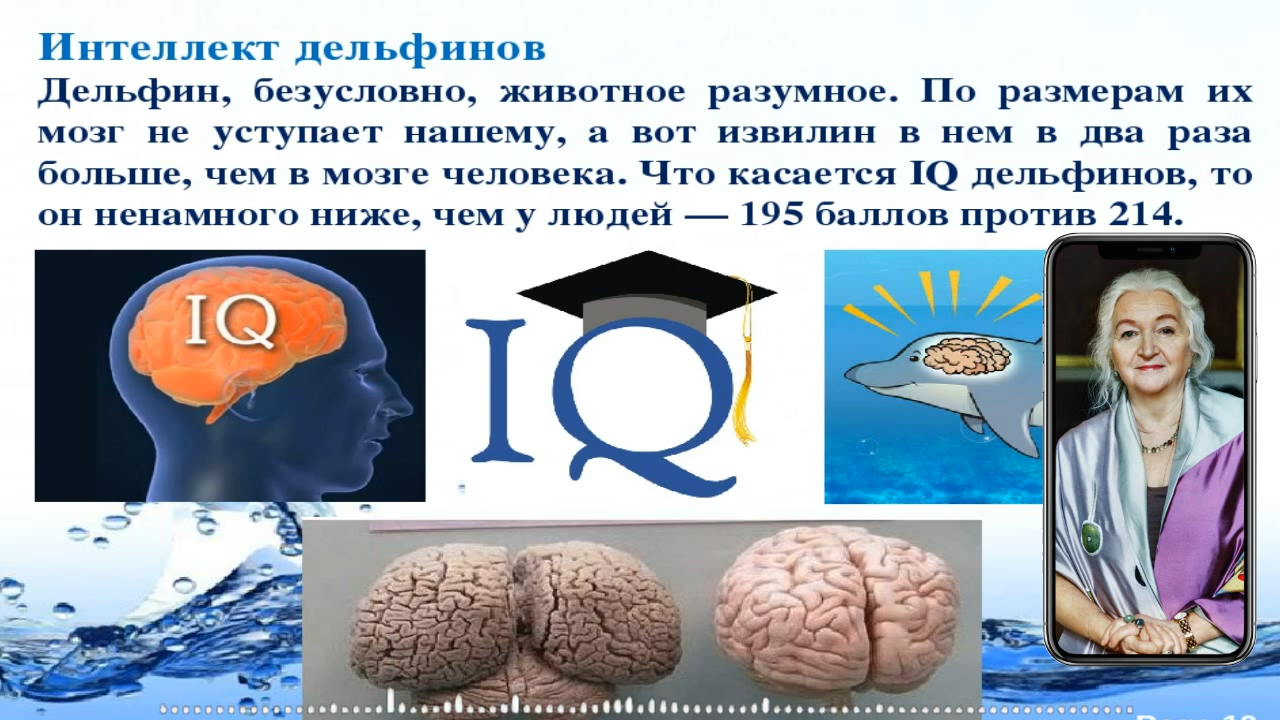 Интеллект дельфинов
Дельфин, безусловно, животное разумное. По размерам их
мозг не уступает нашему, а вот извилин в нем в два раза
больше, чем в мозге человека. Что касается IQ дельфинов, то
он ненамного ниже, чем у людей — 195 баллов против 214.
IQ
IQ